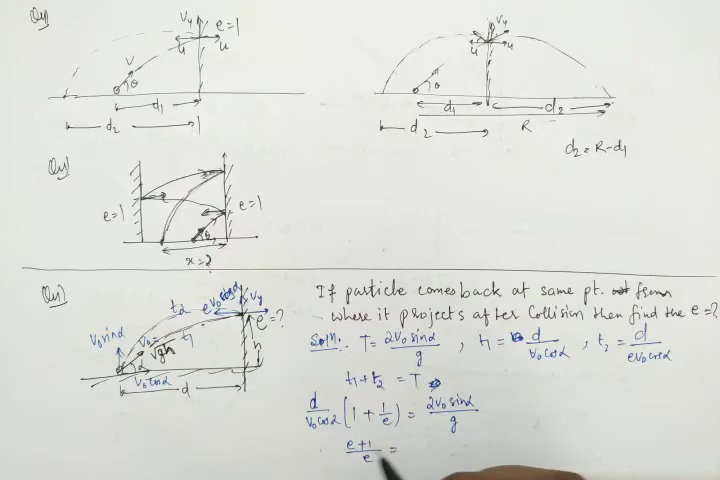 Qu)
Vy
e=1
u
u
V
θ
d1
d2
Vy
u
u
θ
d1
d2
d2
R
d2 = R-d1
Qu)
e=1
e=1
θ
x=?
Qu)
t2
e v0 cosα
Vy
v0 sinα
v0 =
√gh
t1
e=?
α
h
v0 cosα
d
If particle comes back at same pt. from
where it projects after Collision then find the e=?
Soln:- T = 2v0 sinα / g , t1 = d / v0 cosα , t2 = d / e v0 cosα
t1 + t2 = T
d / v0 cosα (1 + 1/e) = 2v0 sinα / g
e+1 / e =